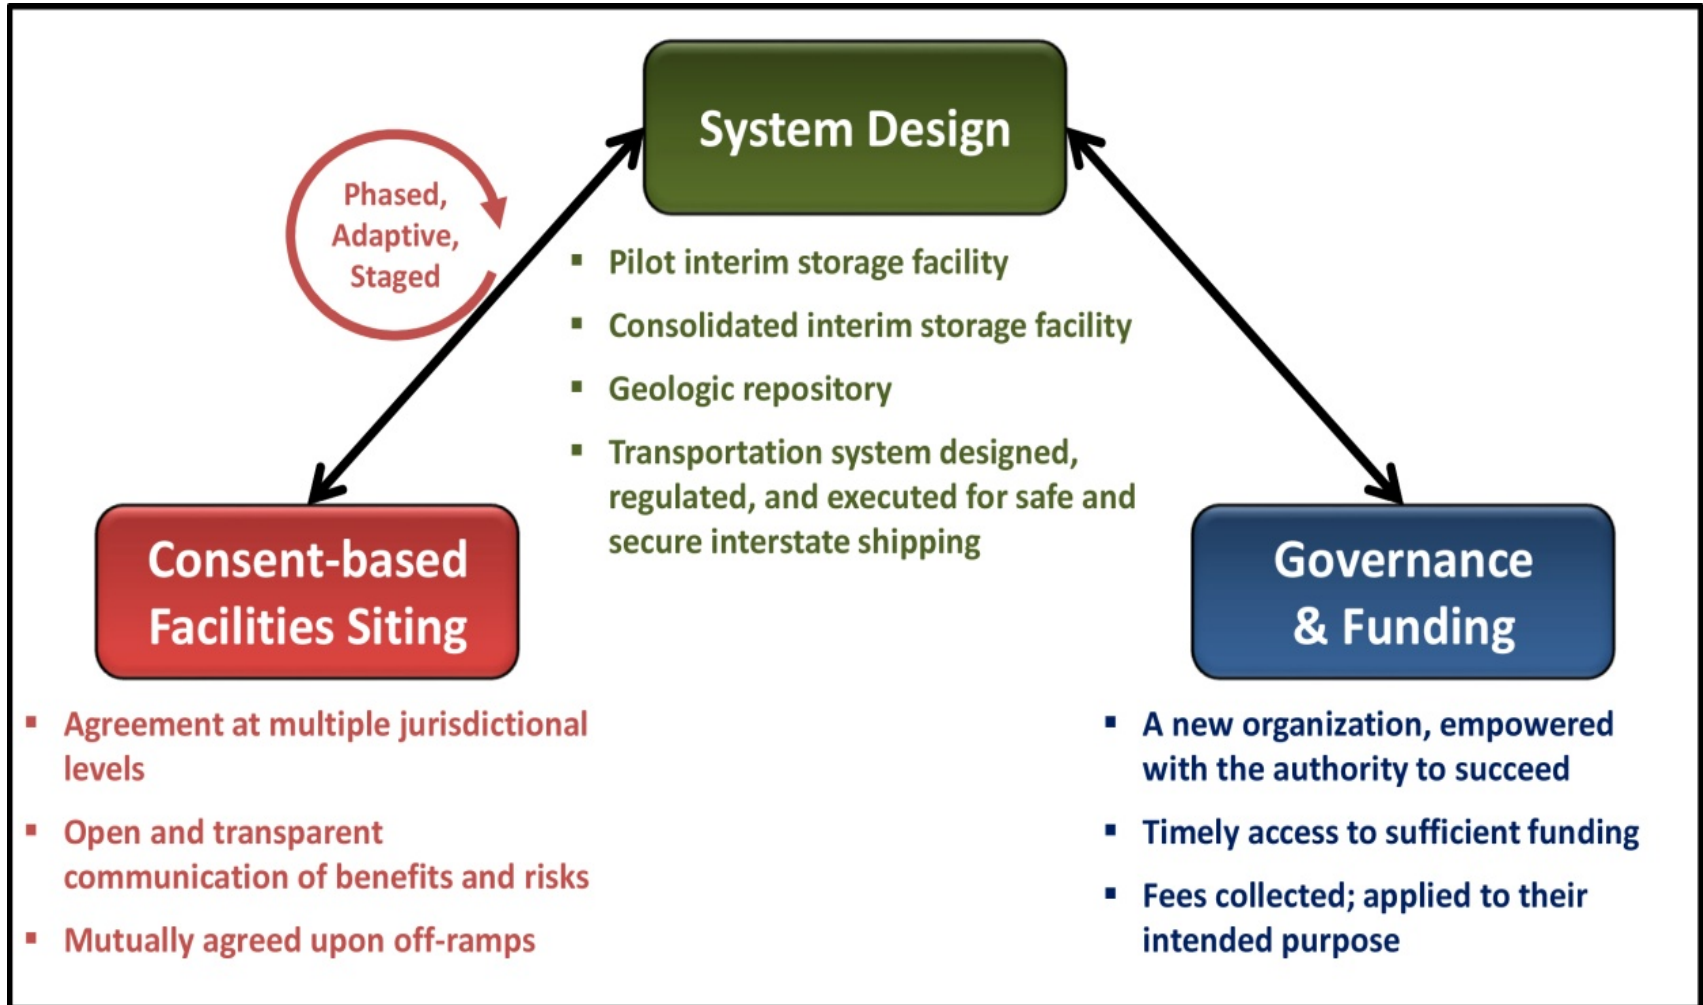 System Design
Phased,
Adaptive,
Staged
▪ Pilot interim storage facility
▪ Consolidated interim storage facility
▪ Geologic repository
▪ Transportation system designed,
regulated, and executed for safe and
secure interstate shipping
Consent-based
Facilities Siting
▪ Agreement at multiple jurisdictional
levels
▪ Open and transparent
communication of benefits and risks
▪ Mutually agreed upon off-ramps
Governance
& Funding
▪ A new organization, empowered
with the authority to succeed
▪ Timely access to sufficient funding
▪ Fees collected; applied to their
intended purpose